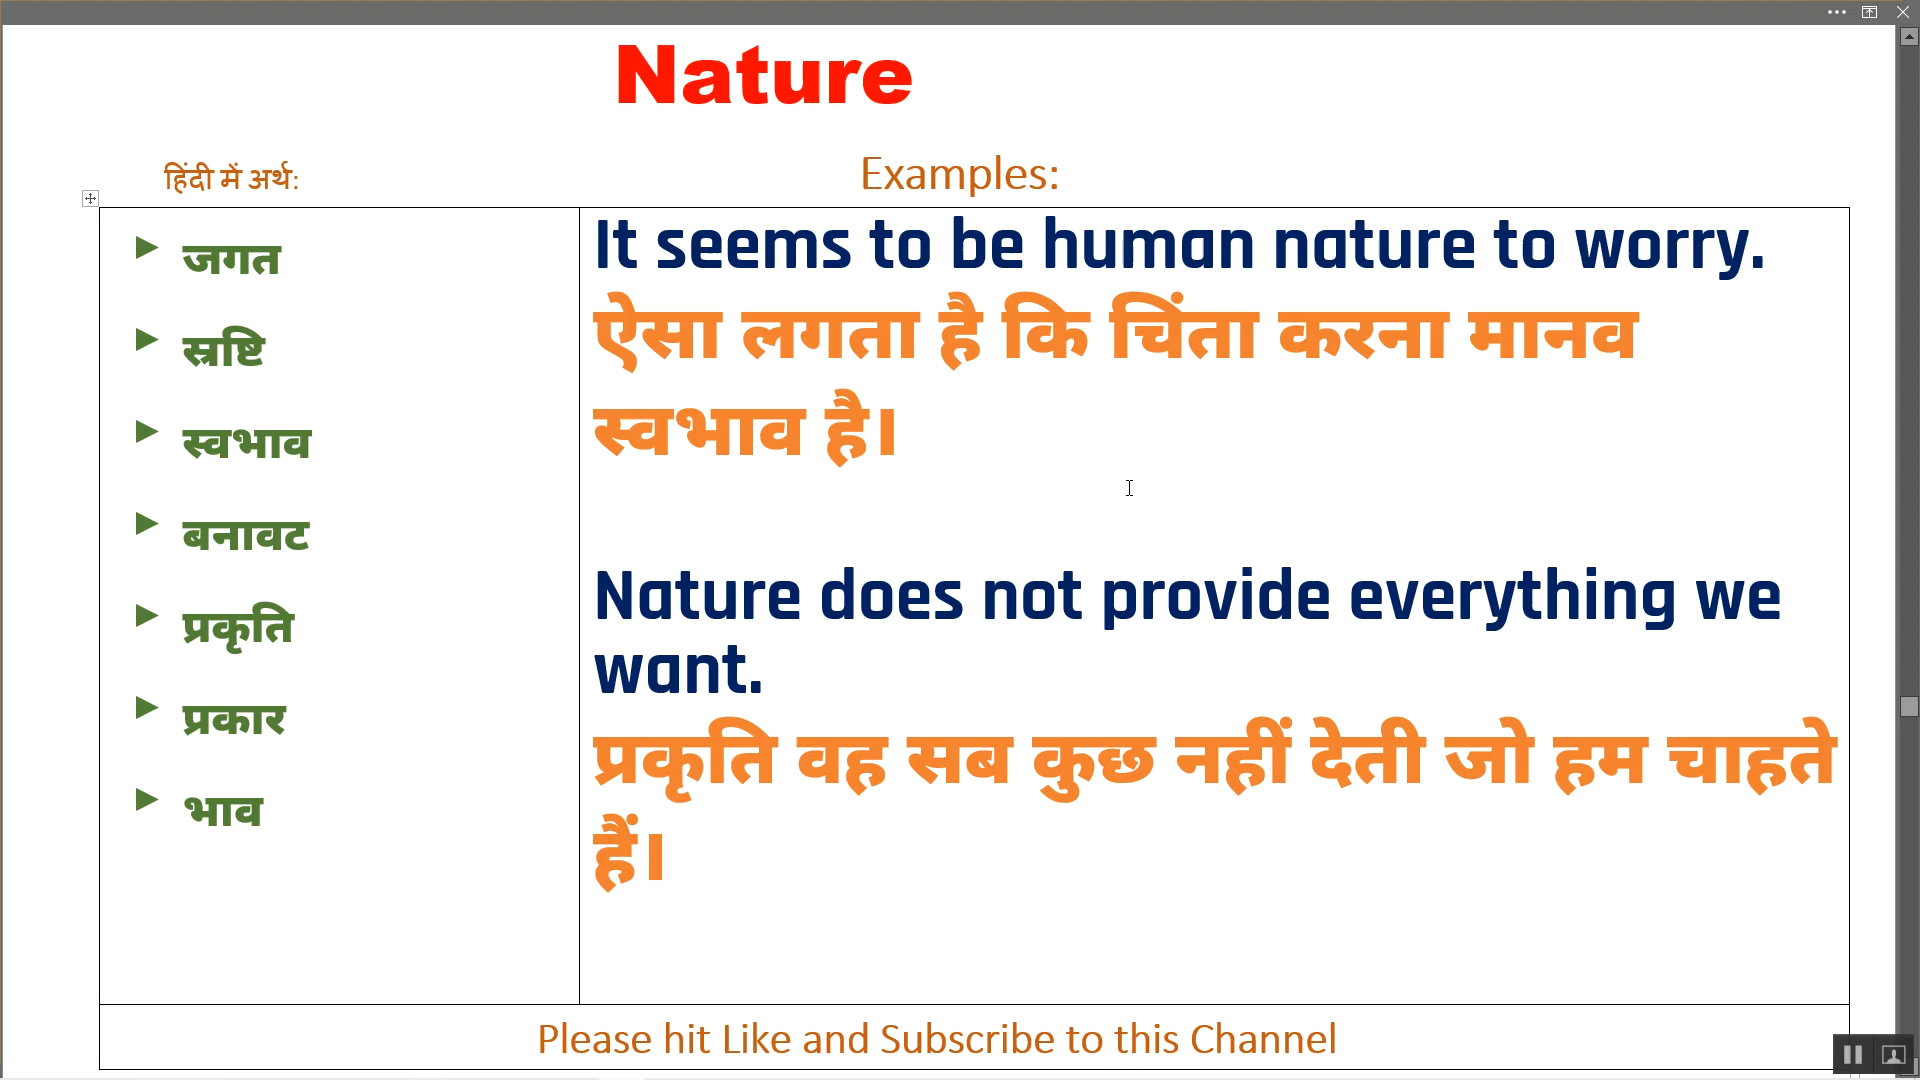 Nature
हिंदी में अर्थ:
Examples:
जगत
स्रष्टि
स्वभाव
बनावट
प्रकृति
प्रकार
भाव
It seems to be human nature to worry.
ऐसा लगता है कि चिंता करना मानव
स्वभाव है।
Nature does not provide everything we
want.
प्रकृति वह सब कुछ नहीं देती जो हम चाहते
हैं।
Please hit Like and Subscribe to this Channel